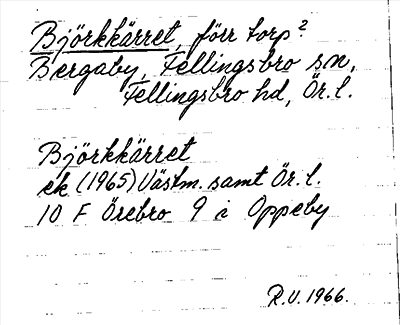 Björkkärret, förr torp?
Bergaby, Fellingsbro sn,
Fellingsbro hd, Ör. l.
Björkkärret
ek (1965) Västm. samt Ör. l.
10 F Örebro 9 i Oppeby
R.V. 1966.